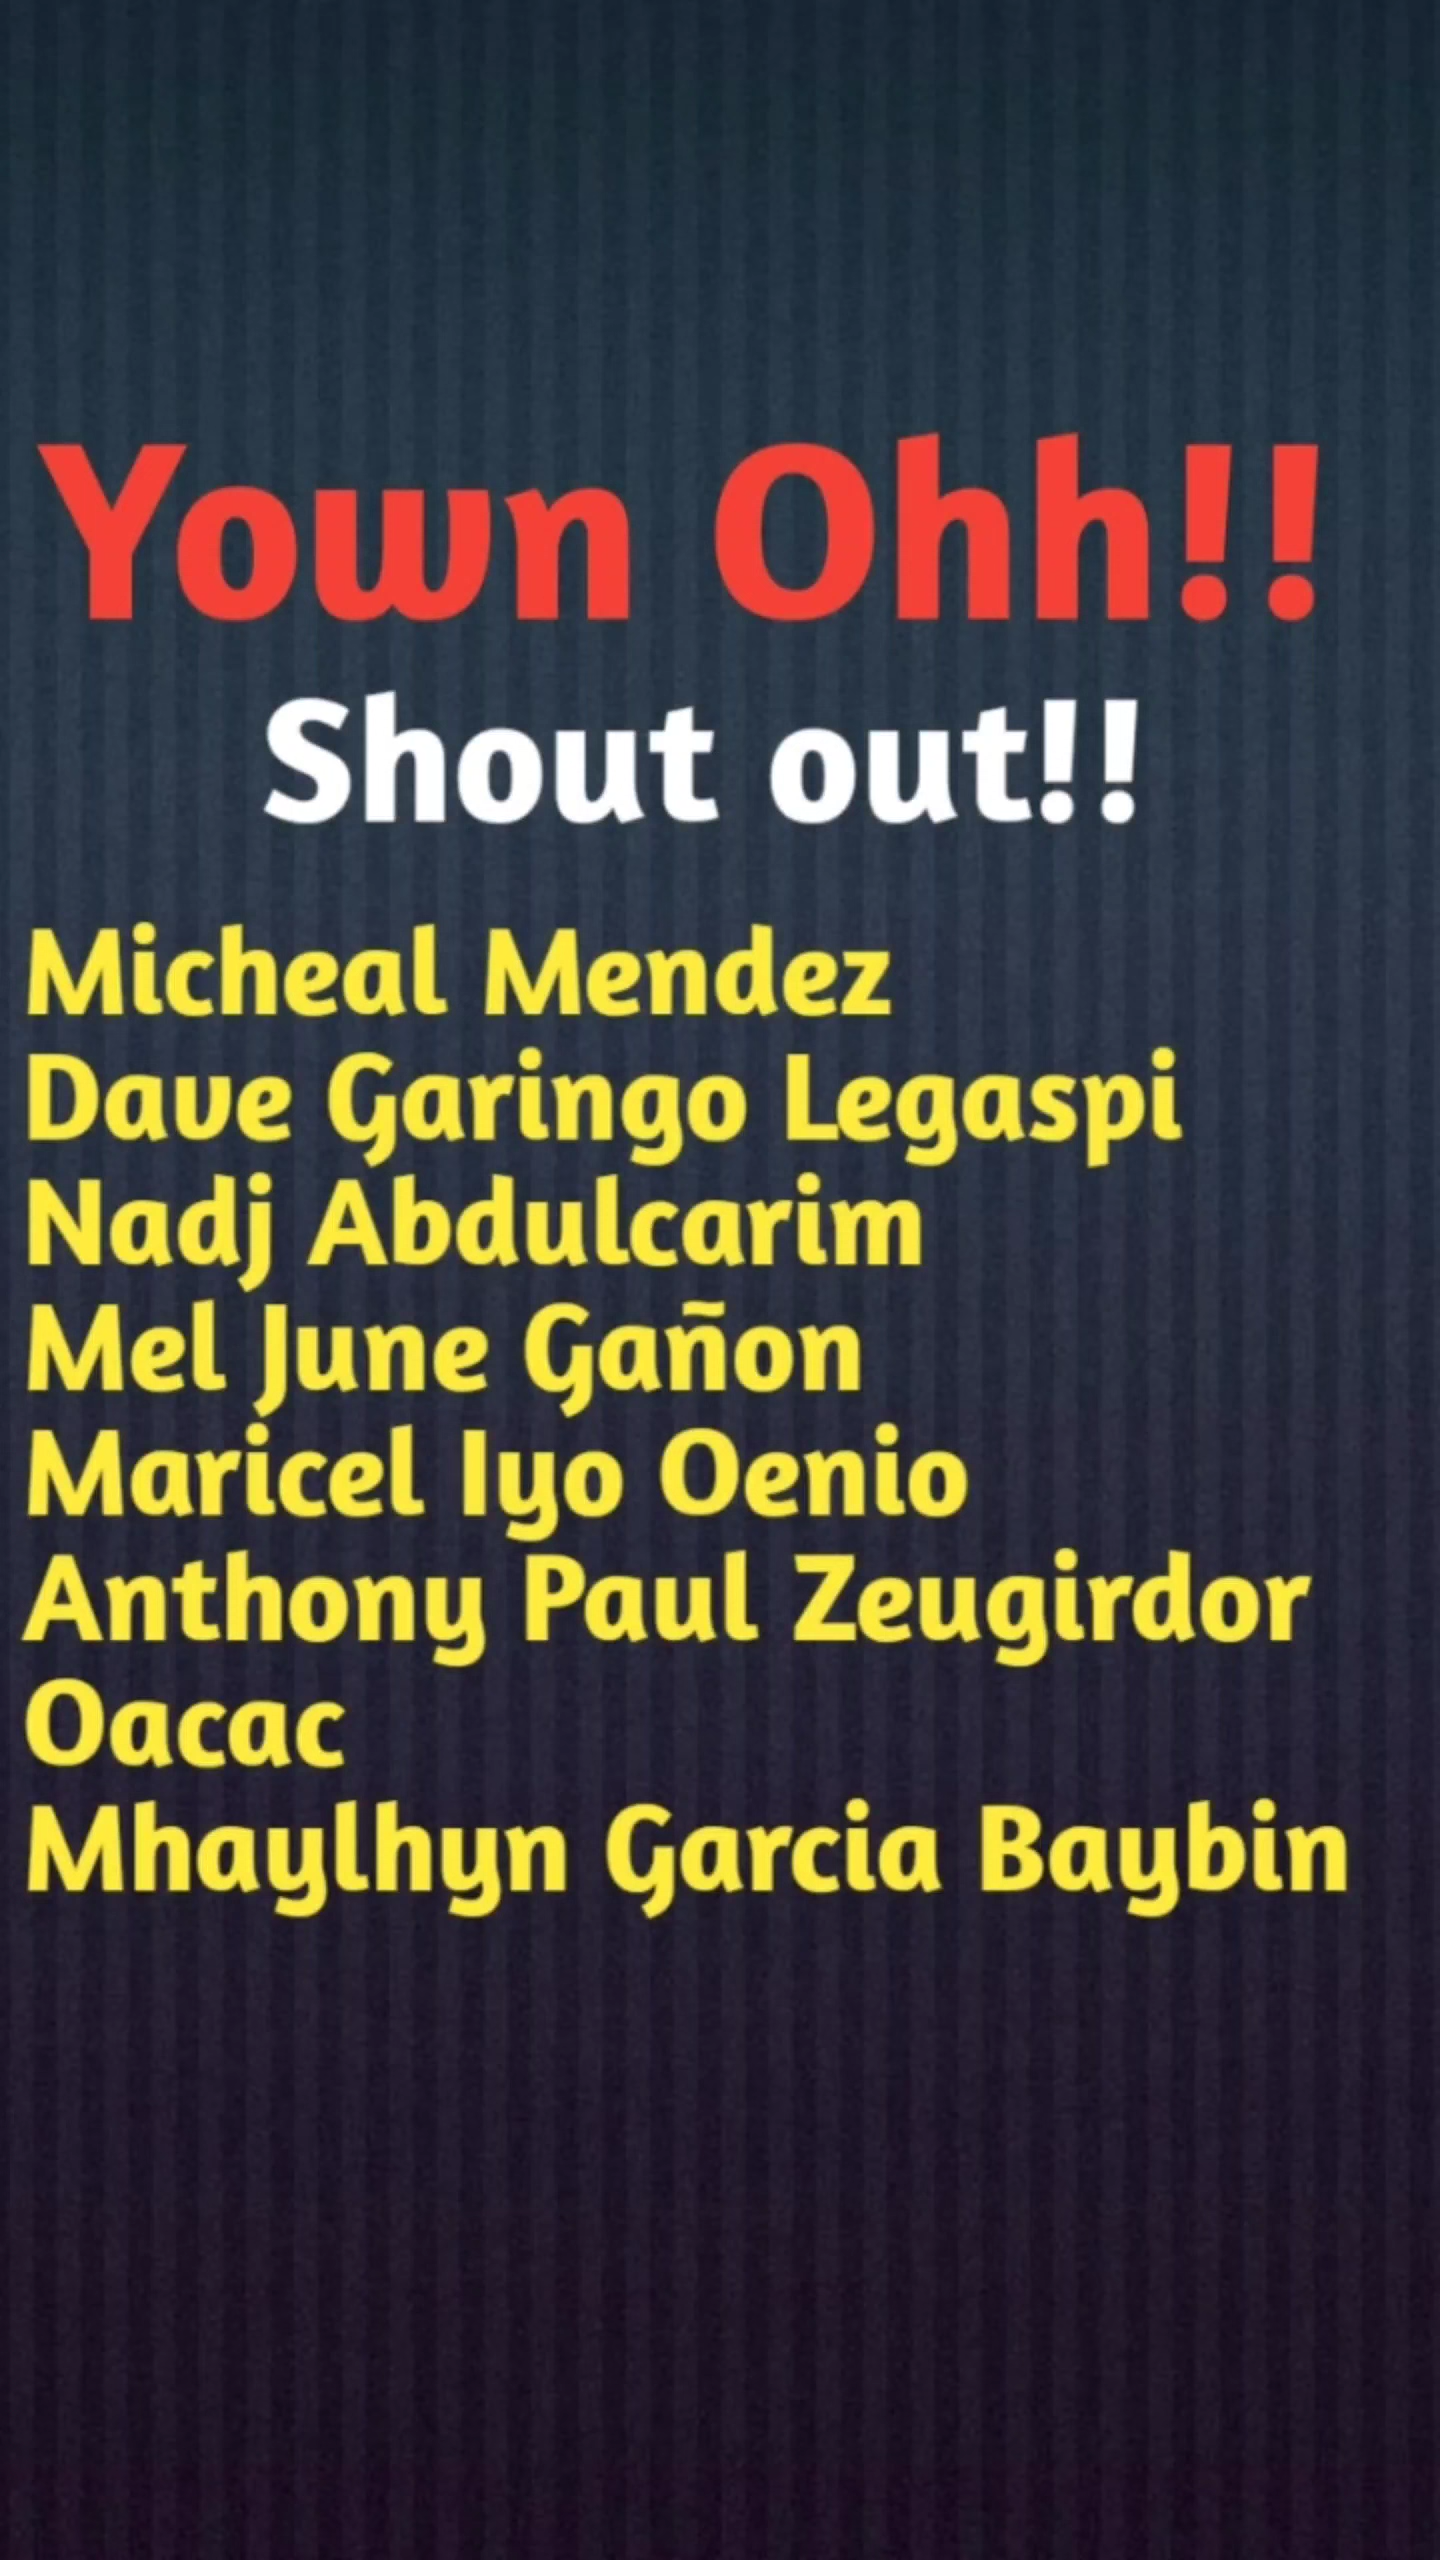 Yown Ohh!!
Shout out!!
Micheal Mendez
Dave Garingo Legaspi
Nadj Abdulcarim
Mel June Gañon
Maricel Iyo Oenio
Anthony Paul Zeugirdor
Oacac
Mhaylhyn Garcia Baybin